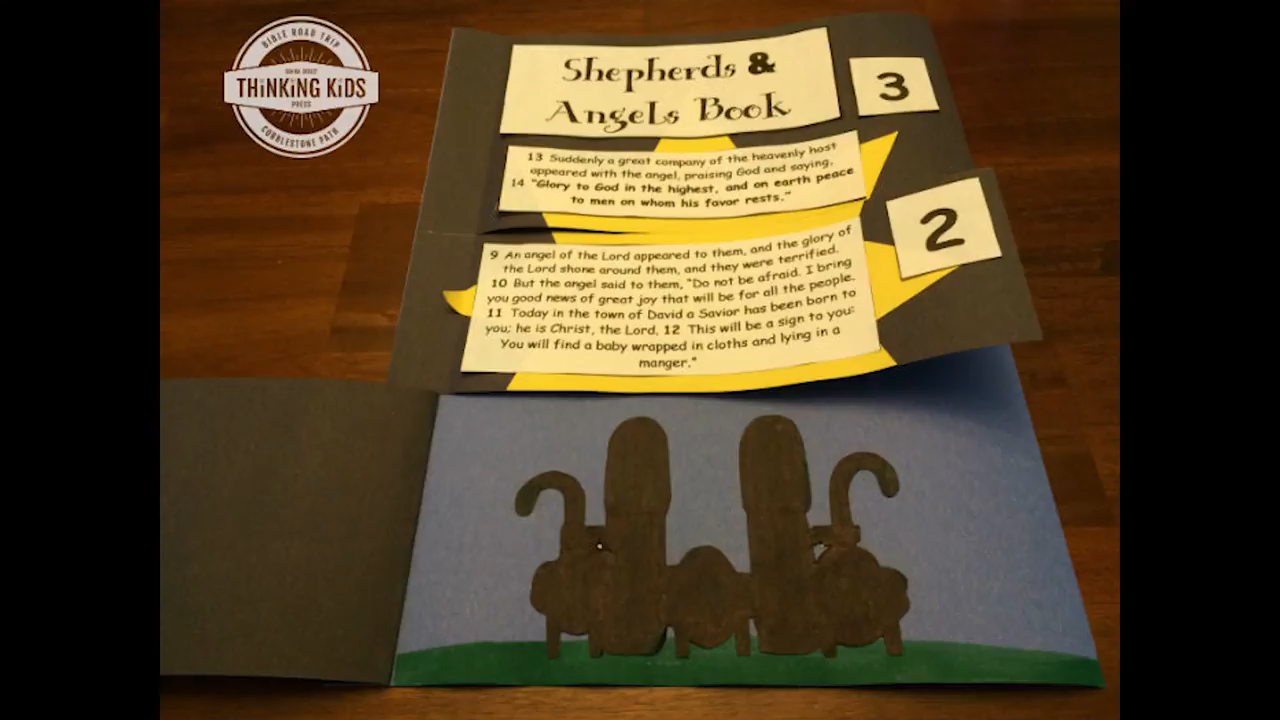 BIBLE ROAD TRIP
THiNKiNG KiDS
PRESS
COBBLESTONE PATH
Shepherds &
Angels Book
3
13 Suddenly a great company of the heavenly host
appeared with the angel, praising God and saying,
14 "Glory to God in the highest, and on earth peace
to men on whom his favor rests."
2
9 An angel of the Lord appeared to them, and the glory of
the Lord shone around them, and they were terrified.
10 But the angel said to them, "Do not be afraid. I bring
you good news of great joy that will be for all the people.
11 Today in the town of David a Savior has been born to
you; he is Christ, the Lord. 12 This will be a sign to you:
You will find a baby wrapped in cloths and lying in a
manger."